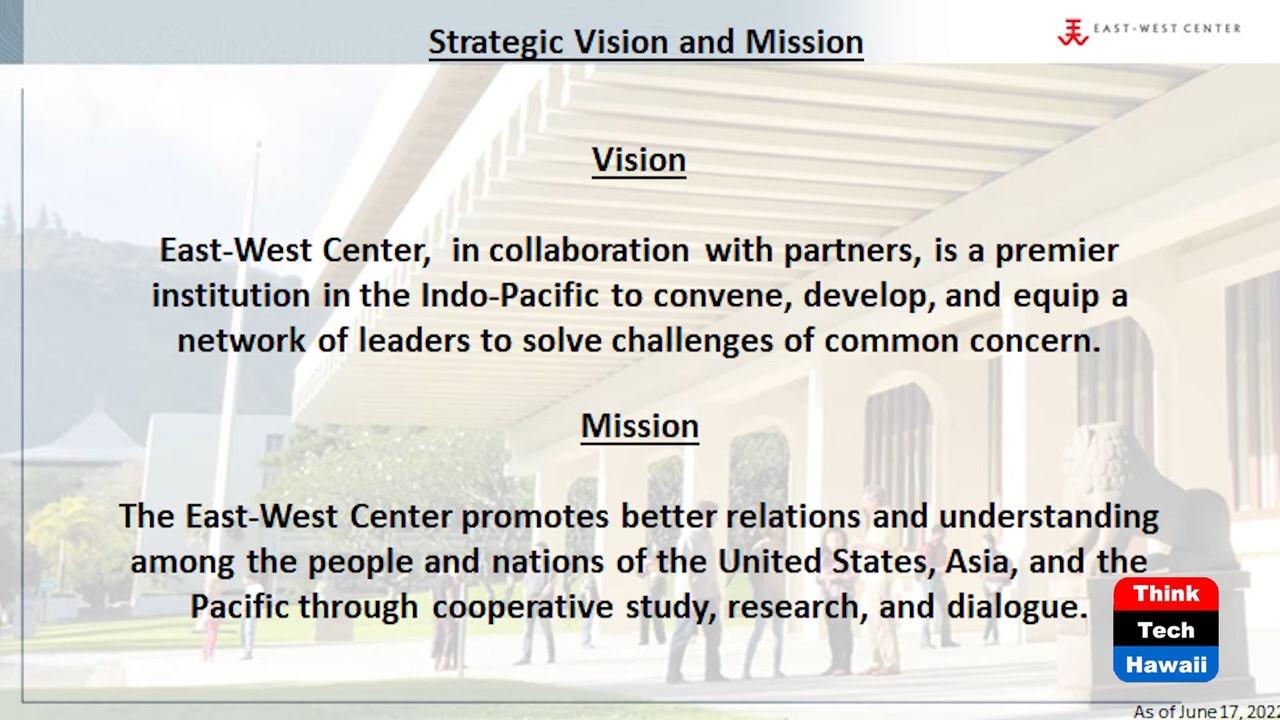 Strategic Vision and Mission
EAST-WEST CENTER
Vision
East-West Center, in collaboration with partners, is a premier
institution in the Indo-Pacific to convene, develop, and equip a
network of leaders to solve challenges of common concern.
Mission
The East-West Center promotes better relations and understanding
among the people and nations of the United States, Asia, and the
Pacific through cooperative study, research, and dialogue.
Think
Tech
Hawaii
As of June 17, 2022